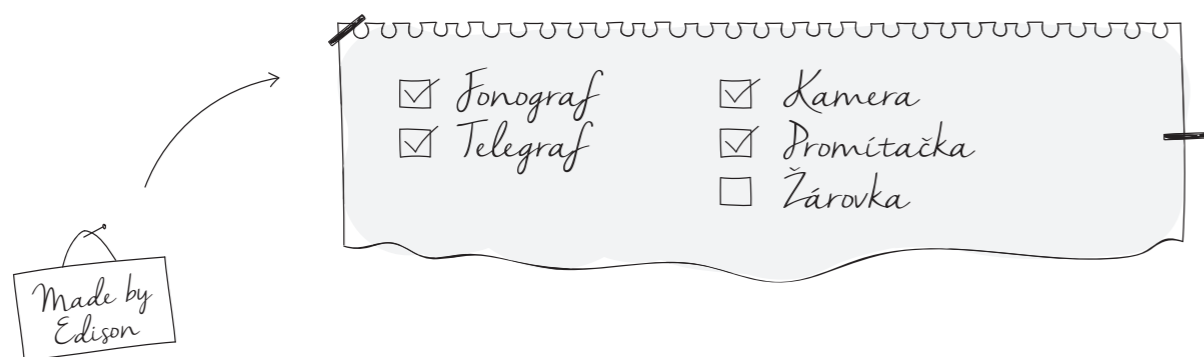 Fonograf
Telegraf
Kamera
Promítačka
Žárovka
Made by
Edison